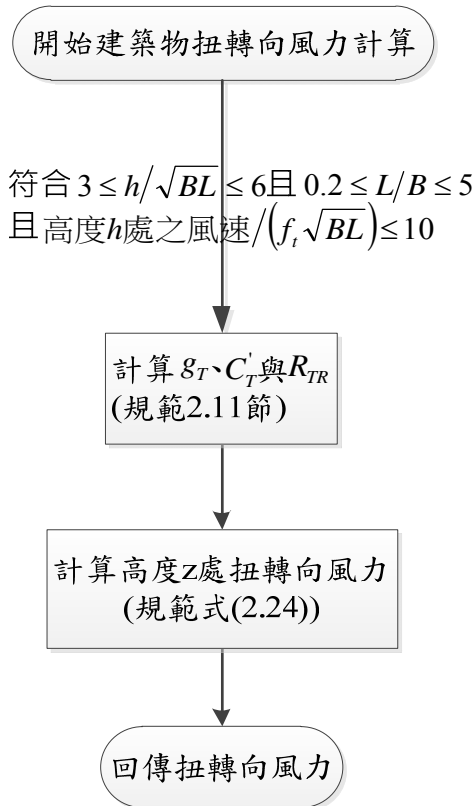 開始建築物扭轉向風力計算
符合 3 ≤ h/√BL ≤ 6且 0.2 ≤ L/B ≤ 5
且高度h處之風速/(f_t √BL) ≤ 10
計算 g_T、C_T^'與R_TR
(規範2.11節)
計算高度z處扭轉向風力
(規範式(2.24))
回傳扭轉向風力